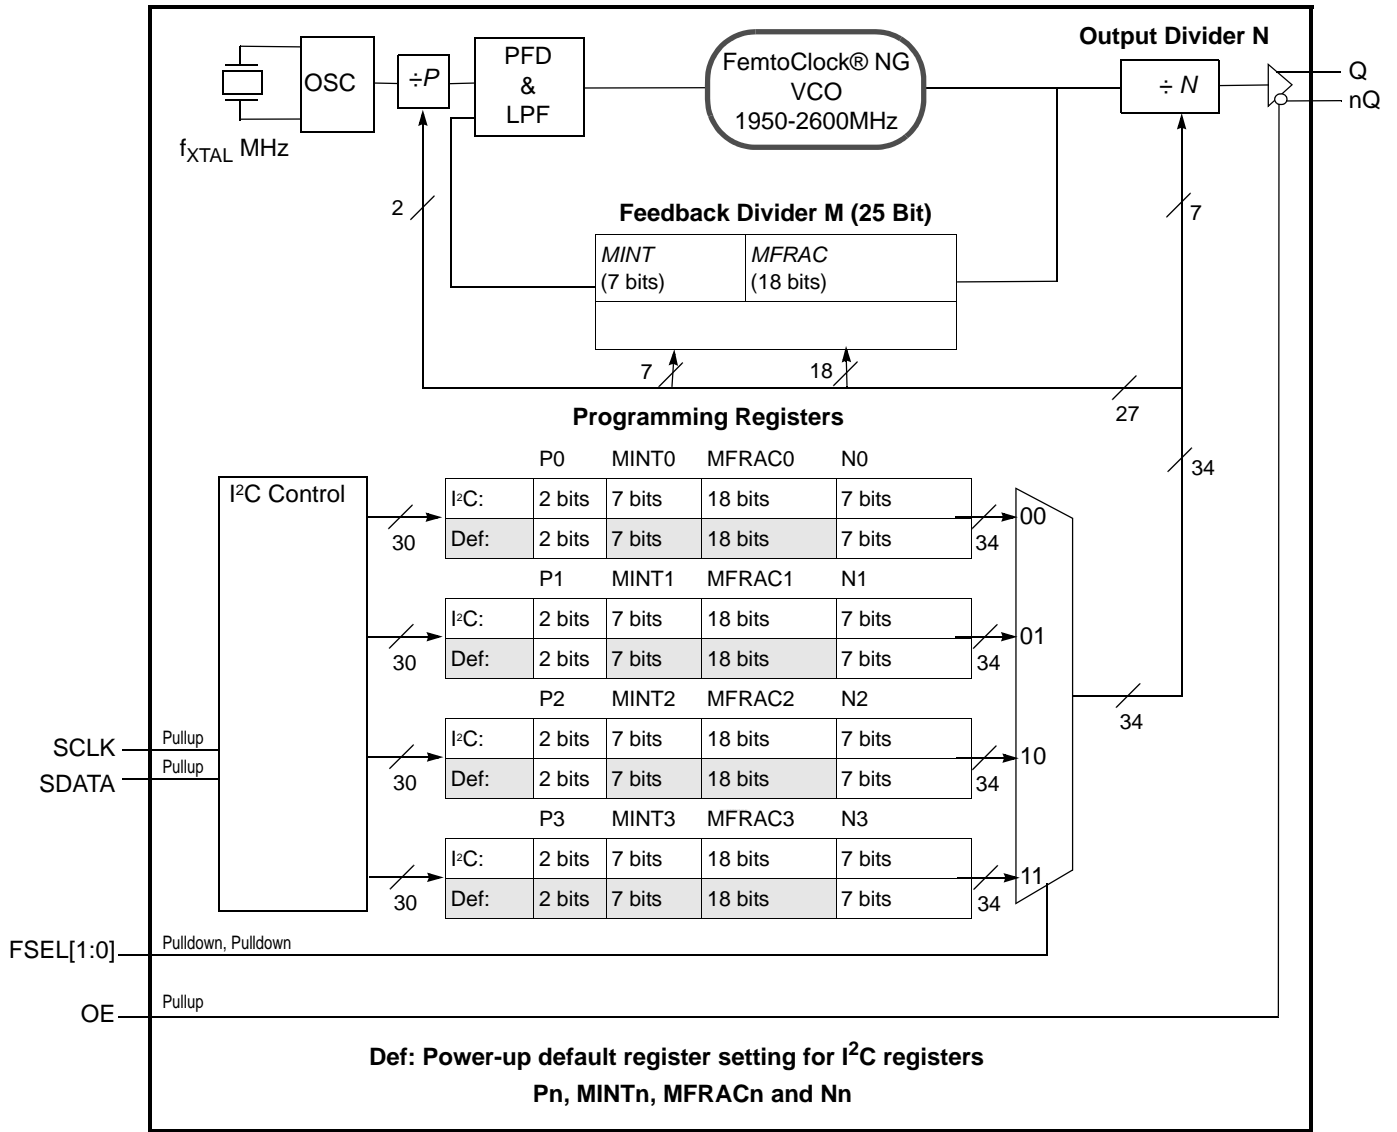 Output Divider N
OSC
÷P
PFD
&
LPF
FemtoClock® NG
VCO
1950-2600MHz
÷ N
Q
nQ
fXTAL MHz
2
7
Feedback Divider M (25 Bit)
MINT
(7 bits)
MFRAC
(18 bits)
7
18
27
34
Programming Registers
I²C Control
P0 MINT0 MFRAC0 N0
I²C: 2 bits 7 bits 18 bits 7 bits
Def: 2 bits 7 bits 18 bits 7 bits
30
34
00
P1 MINT1 MFRAC1 N1
I²C: 2 bits 7 bits 18 bits 7 bits
Def: 2 bits 7 bits 18 bits 7 bits
30
34
01
P2 MINT2 MFRAC2 N2
I²C: 2 bits 7 bits 18 bits 7 bits
Def: 2 bits 7 bits 18 bits 7 bits
30
34
10
34
P3 MINT3 MFRAC3 N3
I²C: 2 bits 7 bits 18 bits 7 bits
Def: 2 bits 7 bits 18 bits 7 bits
30
34
11
SCLK Pullup
SDATA Pullup
FSEL[1:0] Pulldown, Pulldown
OE Pullup
Def: Power-up default register setting for I²C registers
Pn, MINTn, MFRACn and Nn